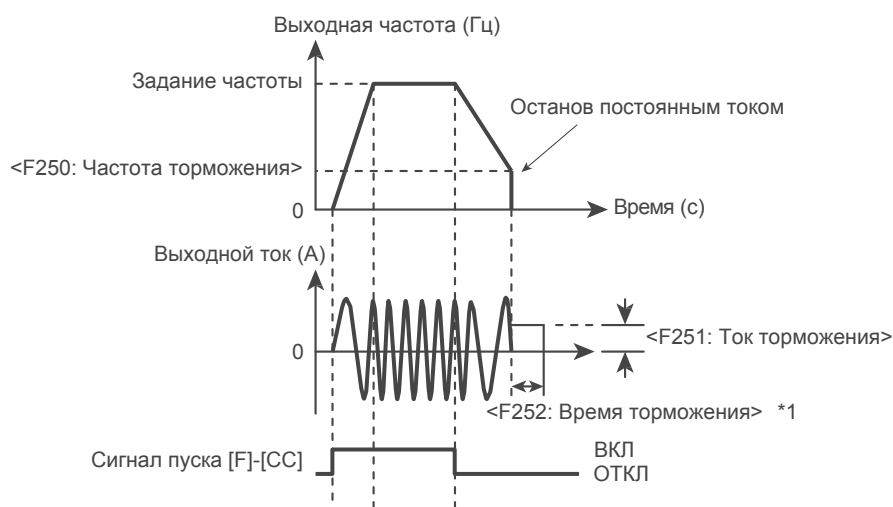 Выходная частота (Гц)
Задание частоты
Останов постоянным током
<F250: Частота торможения>
0
Время (с)
Выходной ток (А)
0
<F251: Ток торможения>
<F252: Время торможения> *1
Сигнал пуска [F]-[CC]
ВКЛ
ОТКЛ